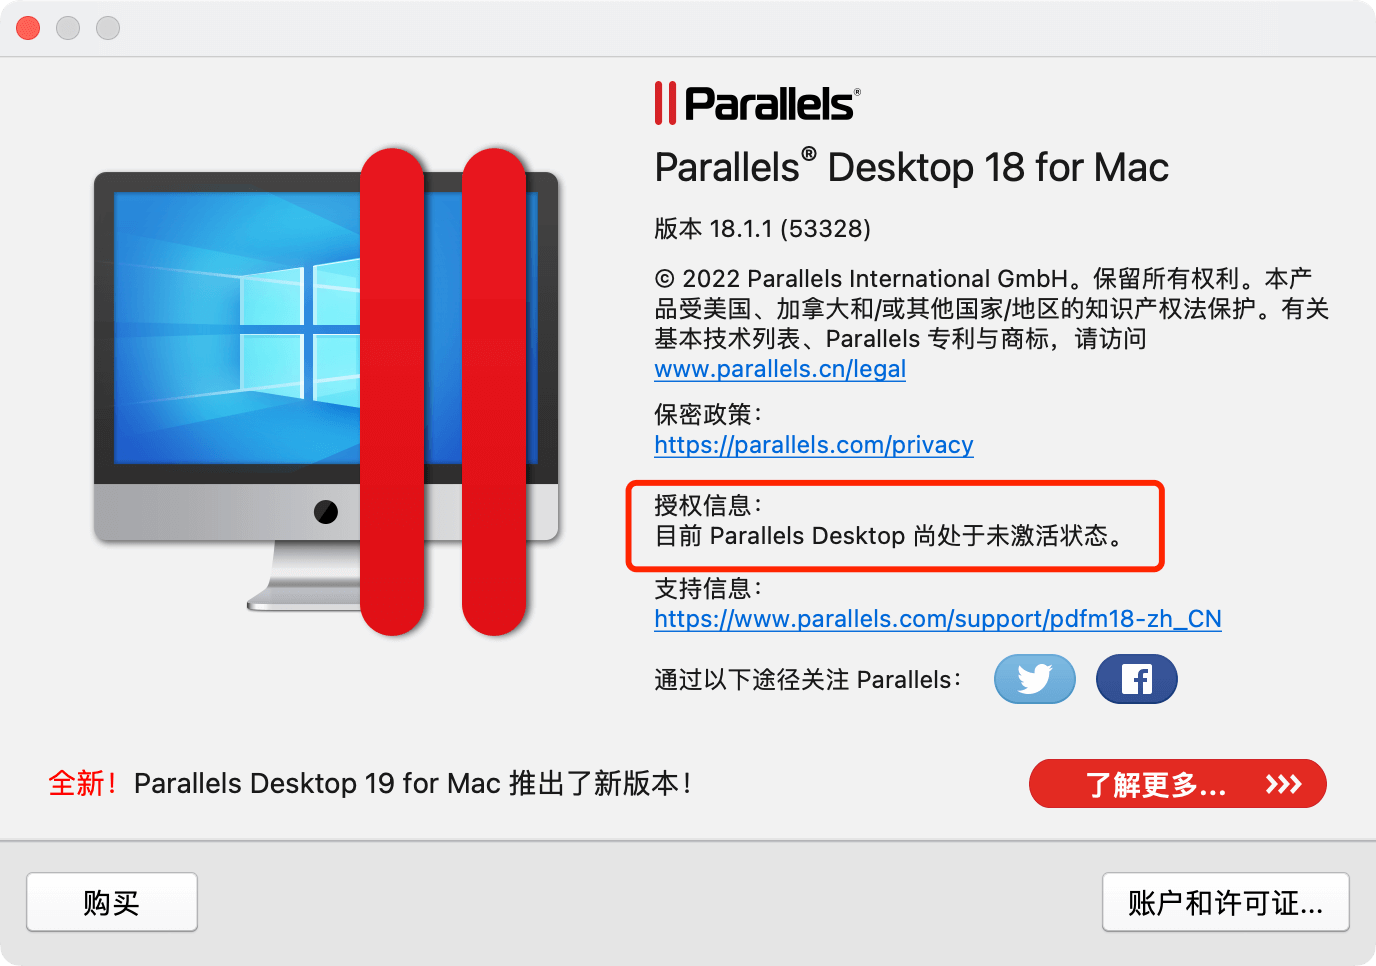 Parallels®
Parallels® Desktop 18 for Mac
版本 18.1.1 (53328)
© 2022 Parallels International GmbH。保留所有权利。本产
品受美国、加拿大和/或其他国家/地区的知识产权法保护。有关
基本技术列表、Parallels 专利与商标，请访问
www.parallels.cn/legal
保密政策：
https://parallels.com/privacy
授权信息：
目前 Parallels Desktop 尚处于未激活状态。
支持信息：
https://www.parallels.com/support/pdfm18-zh_CN
通过以下途径关注 Parallels：
全新！Parallels Desktop 19 for Mac 推出了新版本！
了解更多...
购买
账户和许可证...